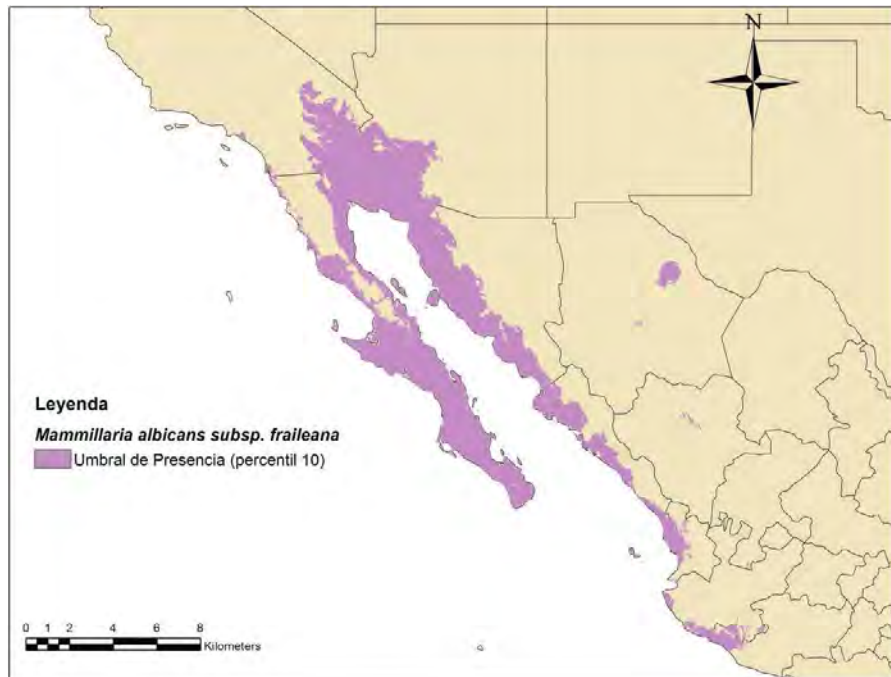 N
Leyenda
Mammillaria albicans subsp. fraileana
Umbral de Presencia (percentil 10)
0 1 2 4 6 8
Kilometers